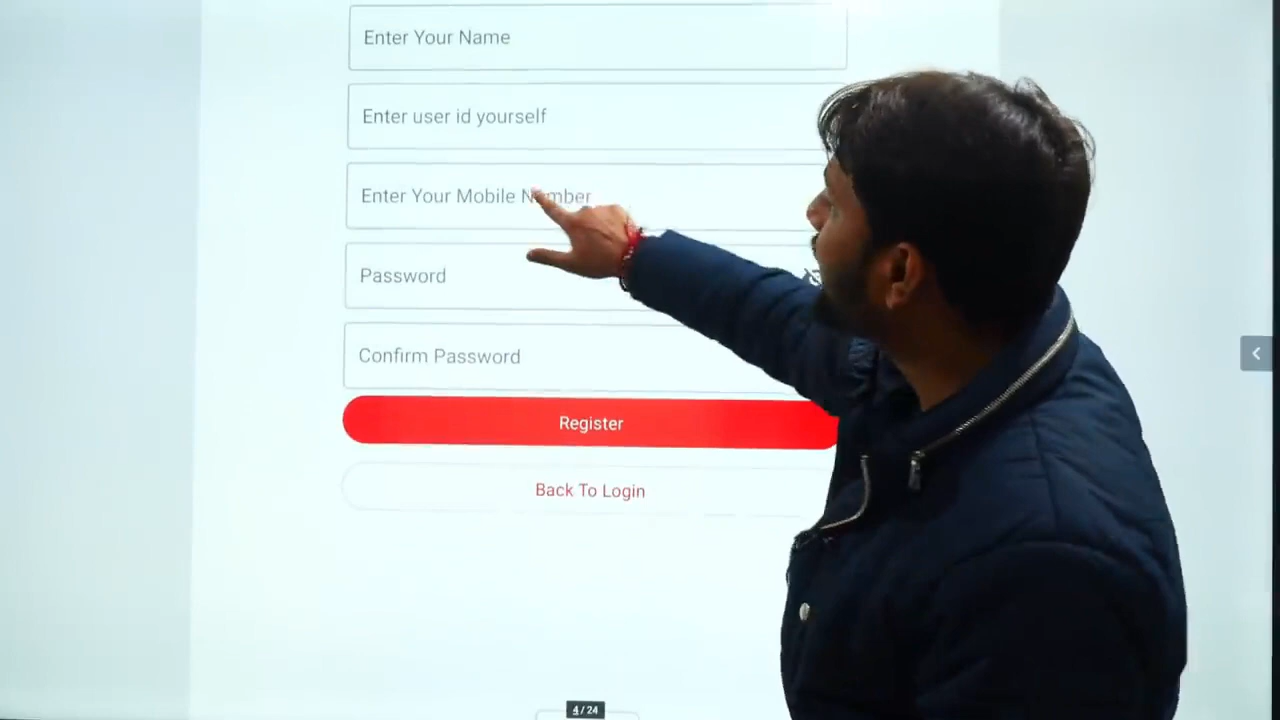 Enter Your Name
Enter user id yourself
Enter Your Mobile Number
Password
Confirm Password
Register
Back To Login
4 / 24